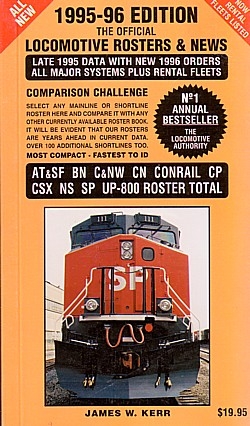 ALL NEW
1995-96 EDITION
THE OFFICIAL
LOCOMOTIVE ROSTERS & NEWS
NOW RENTAL
FLEETS LISTED
LATE 1995 DATA WITH NEW 1996 ORDERS
ALL MAJOR SYSTEMS PLUS RENTAL FLEETS
COMPARISON CHALLENGE
SELECT ANY MAINLINE OR SHORTLINE
ROSTER HERE AND COMPARE IT WITH ANY
OTHER CURRENTLY AVAILABLE ROSTER BOOK.
IT WILL BE EVIDENT THAT OUR ROSTERS
ARE YEARS AHEAD IN CURRENT DATA.
OVER 100 ADDITIONAL SHORTLINES TOO.
MOST COMPACT - FASTEST TO ID
Nº1
ANNUAL
BESTSELLER
THE
LOCOMOTIVE
AUTHORITY
AT&SF BN C&NW CN CONRAIL CP
CSX NS SP UP-800 ROSTER TOTAL
SP
JAMES W. KERR
$19.95